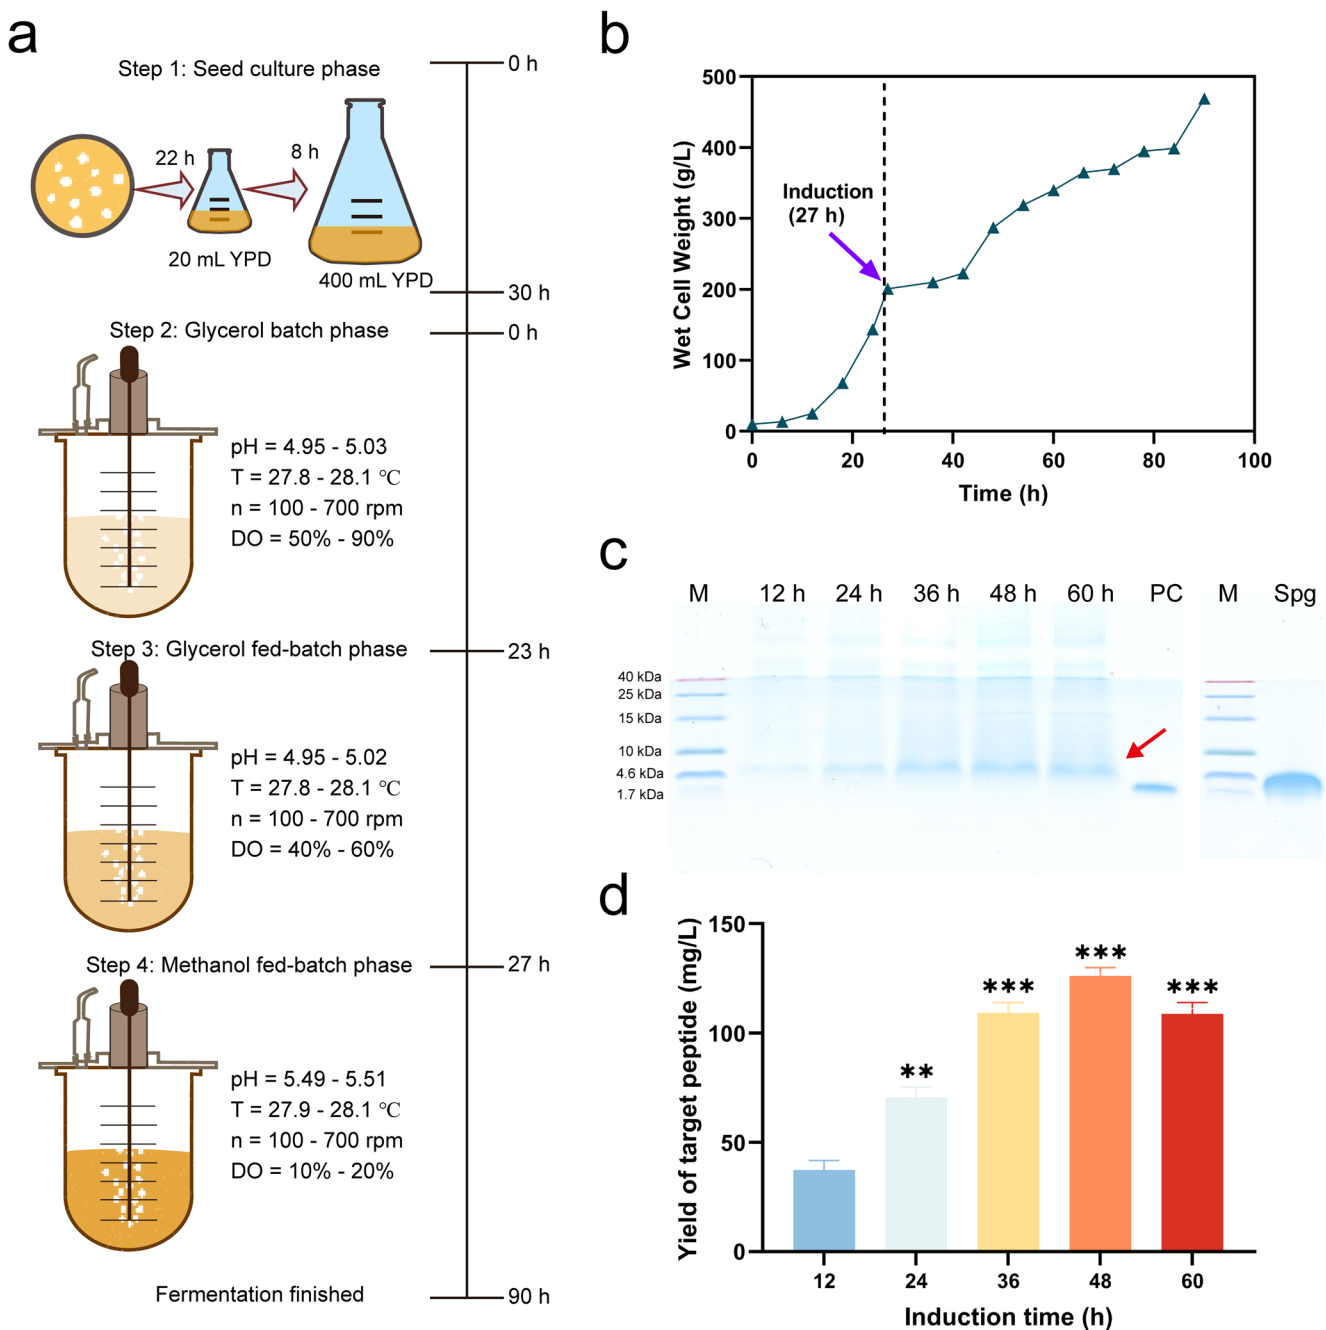 a
Step 1: Seed culture phase
0 h
22 h
8 h
20 mL YPD
400 mL YPD
30 h
Step 2: Glycerol batch phase
0 h
pH = 4.95 - 5.03
T = 27.8 - 28.1 ℃
n = 100 - 700 rpm
DO = 50% - 90%
Step 3: Glycerol fed-batch phase
23 h
pH = 4.95 - 5.02
T = 27.8 - 28.1 ℃
n = 100 - 700 rpm
DO = 40% - 60%
Step 4: Methanol fed-batch phase
27 h
pH = 5.49 - 5.51
T = 27.9 - 28.1 ℃
n = 100 - 700 rpm
DO = 10% - 20%
Fermentation finished
90 h
b
Wet Cell Weight (g/L)
500
400
300
200
100
0
Induction
(27 h)
0 20 40 60 80 100
Time (h)
c
M 12 h 24 h 36 h 48 h 60 h PC M Spg
40 kDa
25 kDa
15 kDa
10 kDa
4.6 kDa
1.7 kDa
d
Yield of target peptide (mg/L)
150
100
50
0
** *** *** ***
12 24 36 48 60
Induction time (h)